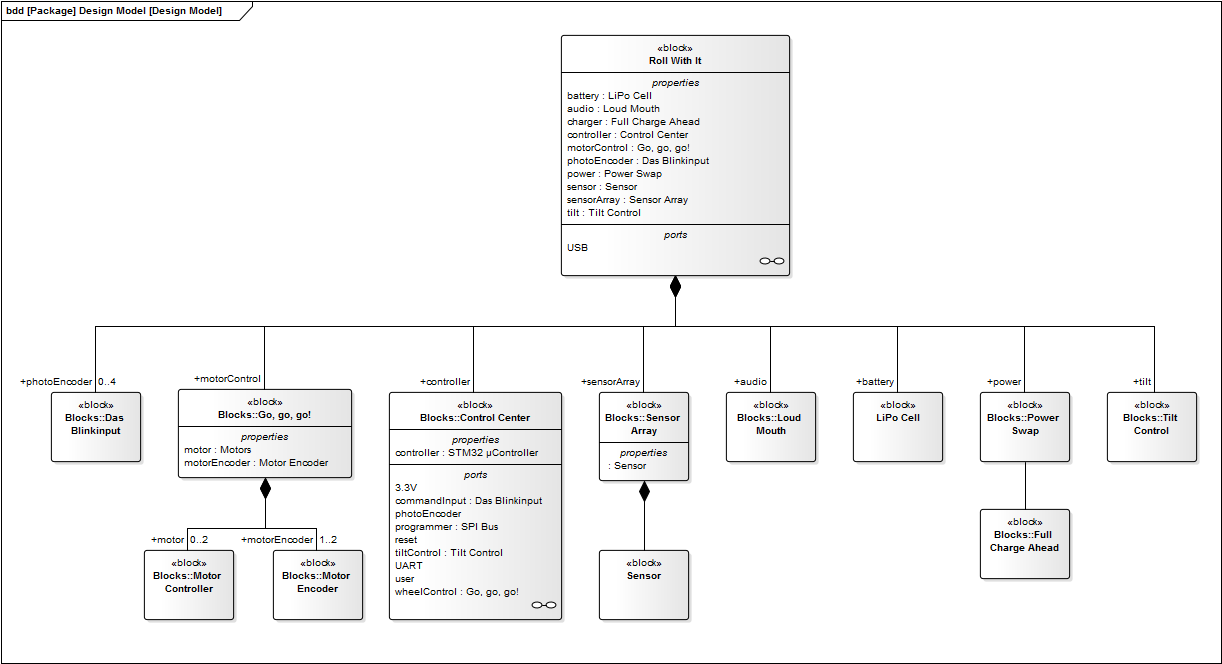 bdd [Package] Design Model [Design Model]
«block»
Roll With It
properties
battery : LiPo Cell
audio : Loud Mouth
charger : Full Charge Ahead
controller : Control Center
motorControl : Go, go, go!
photoEncoder : Das Blinkinput
power : Power Swap
sensor : Sensor
sensorArray : Sensor Array
tilt : Tilt Control
ports
USB
+photoEncoder 0..4
«block»
Blocks::Das
Blinkinput
+motorControl
«block»
Blocks::Go, go, go!
properties
motor : Motors
motorEncoder : Motor Encoder
+motor 0..2
«block»
Blocks::Motor
Controller
+motorEncoder 1..2
«block»
Blocks::Motor
Encoder
+controller
«block»
Blocks::Control Center
properties
controller : STM32 µController
ports
3.3V
commandInput : Das Blinkinput
photoEncoder
programmer : SPI Bus
reset
tiltControl : Tilt Control
UART
user
wheelControl : Go, go, go!
+sensorArray
«block»
Blocks::Sensor
Array
properties
: Sensor
«block»
Sensor
+audio
«block»
Blocks::Loud
Mouth
+battery
«block»
LiPo Cell
+power
«block»
Blocks::Power
Swap
«block»
Blocks::Full
Charge Ahead
+tilt
«block»
Blocks::Tilt
Control